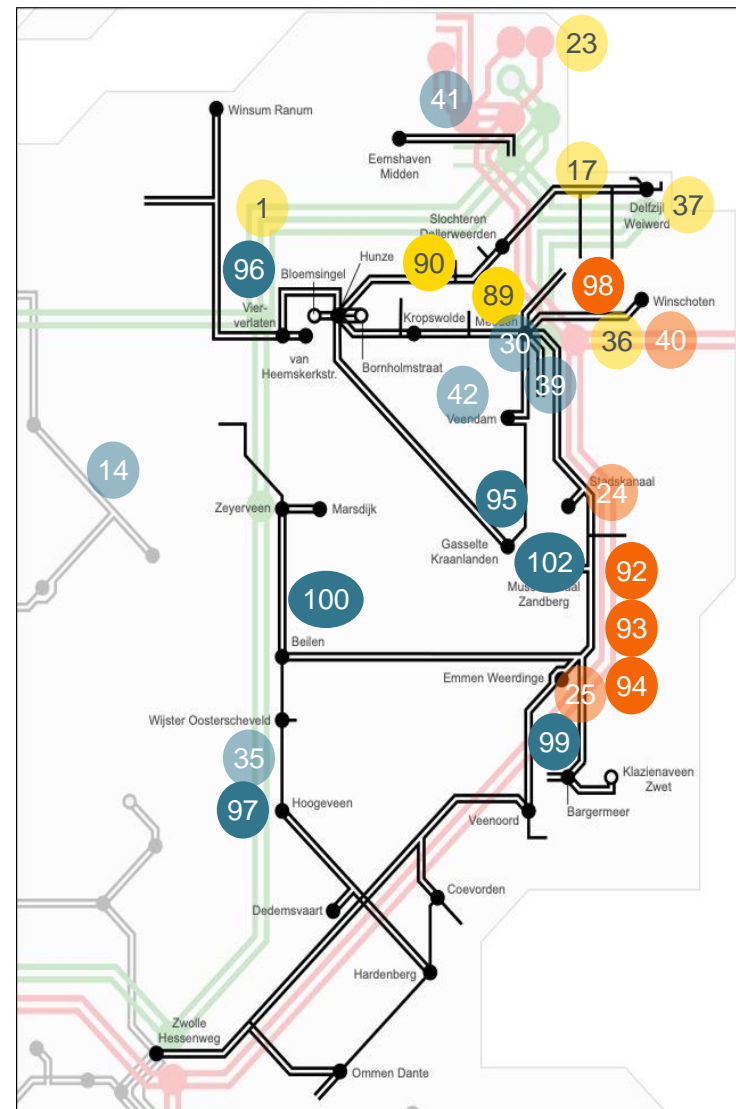 23
41
Winsum Ranum
Eemshaven
Midden
17
1
Delfzijl
Weiwerd
37
Slochteren
Dellerweerden
96
Hunze
90
Bloemsingel
98
89
Winschoten
Vier-
verlaten
Kropswolde
Meeden
30
36
40
van
Heemskerkstr.
Bornholmstraat
39
42
Veendam
14
Stadskanaal
24
95
Zeyerveen
Marsdijk
Gasselte
Kraanlanden
102
92
Zandberg
100
93
Beilen
Emmen Weerdinge
25
94
Wijster Oosterscheveld
99
35
Klazienaveen
Zwet
97
Hoogeveen
Veenoord
Bargermeer
Coevorden
Dedemsvaart
Hardenberg
Zwolle
Hessenweg
Ommen Dante